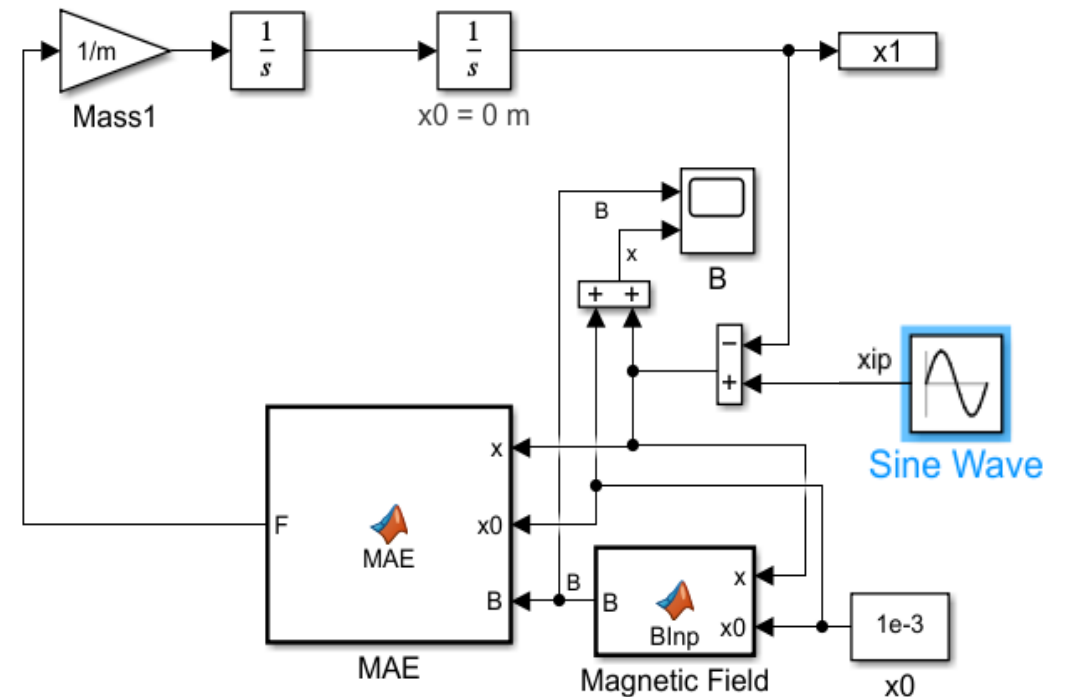 1/m
1
s
1
s
x1
Mass1
x0 = 0 m
B
x
B
+ +
−
+
xip
Sine Wave
x
F
x0
MAE
B
B
B
x
x0
BInp
1e-3
MAE
Magnetic Field
x0